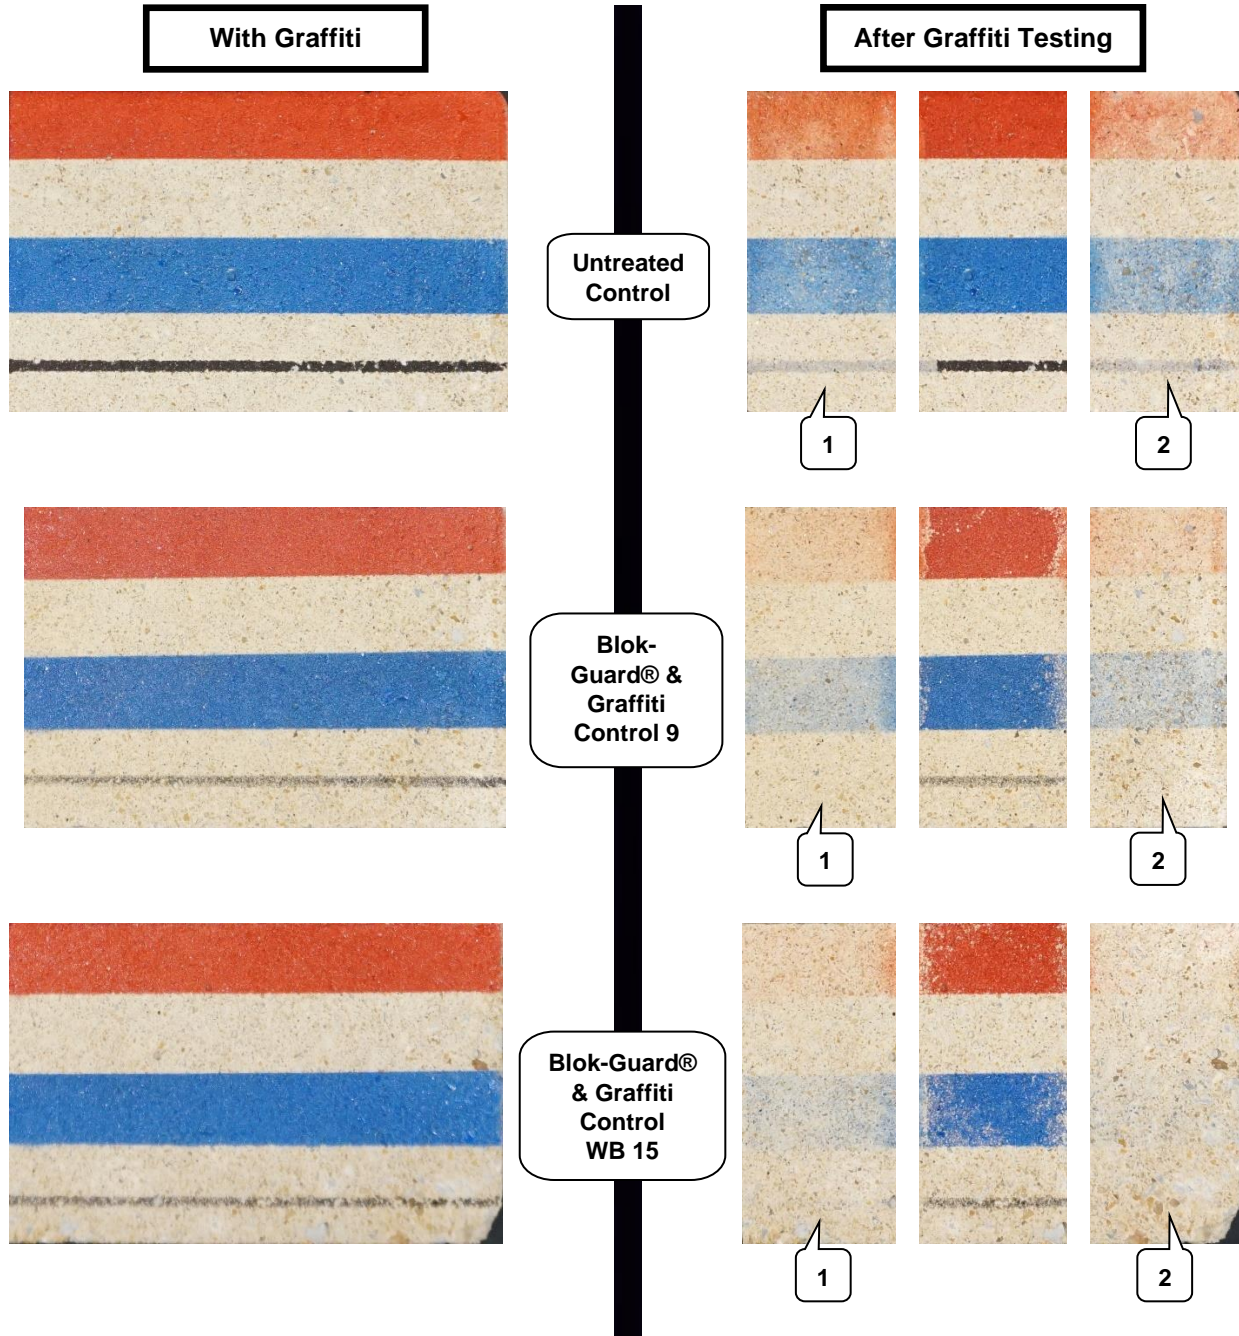 With Graffiti
After Graffiti Testing
Untreated
Control
1
2
Blok-
Guard® &
Graffiti
Control 9
1
2
Blok-Guard®
& Graffiti
Control
WB 15
1
2